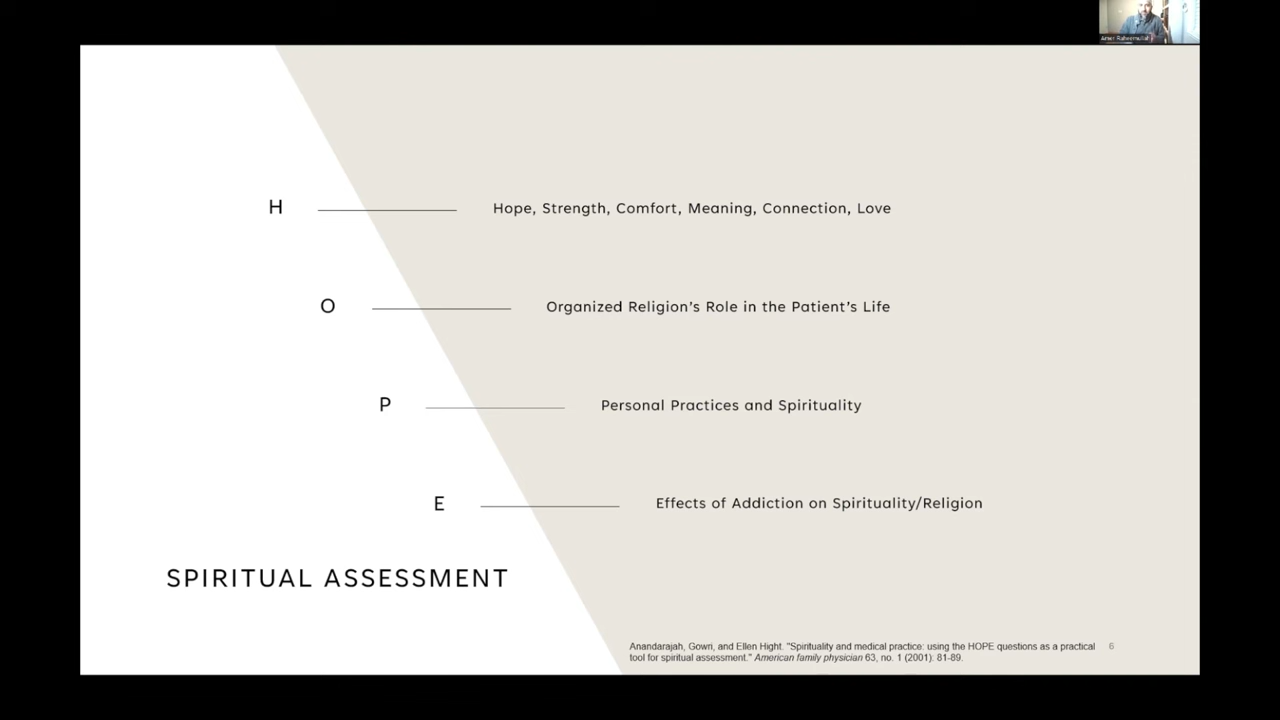 H Hope, Strength, Comfort, Meaning, Connection, Love
O Organized Religion’s Role in the Patient’s Life
P Personal Practices and Spirituality
E Effects of Addiction on Spirituality/Religion
SPIRITUAL ASSESSMENT
Anandarajah, Gowri, and Ellen Hight. "Spirituality and medical practice: using the HOPE questions as a practical
tool for spiritual assessment." American family physician 63, no. 1 (2001): 81-89.
6